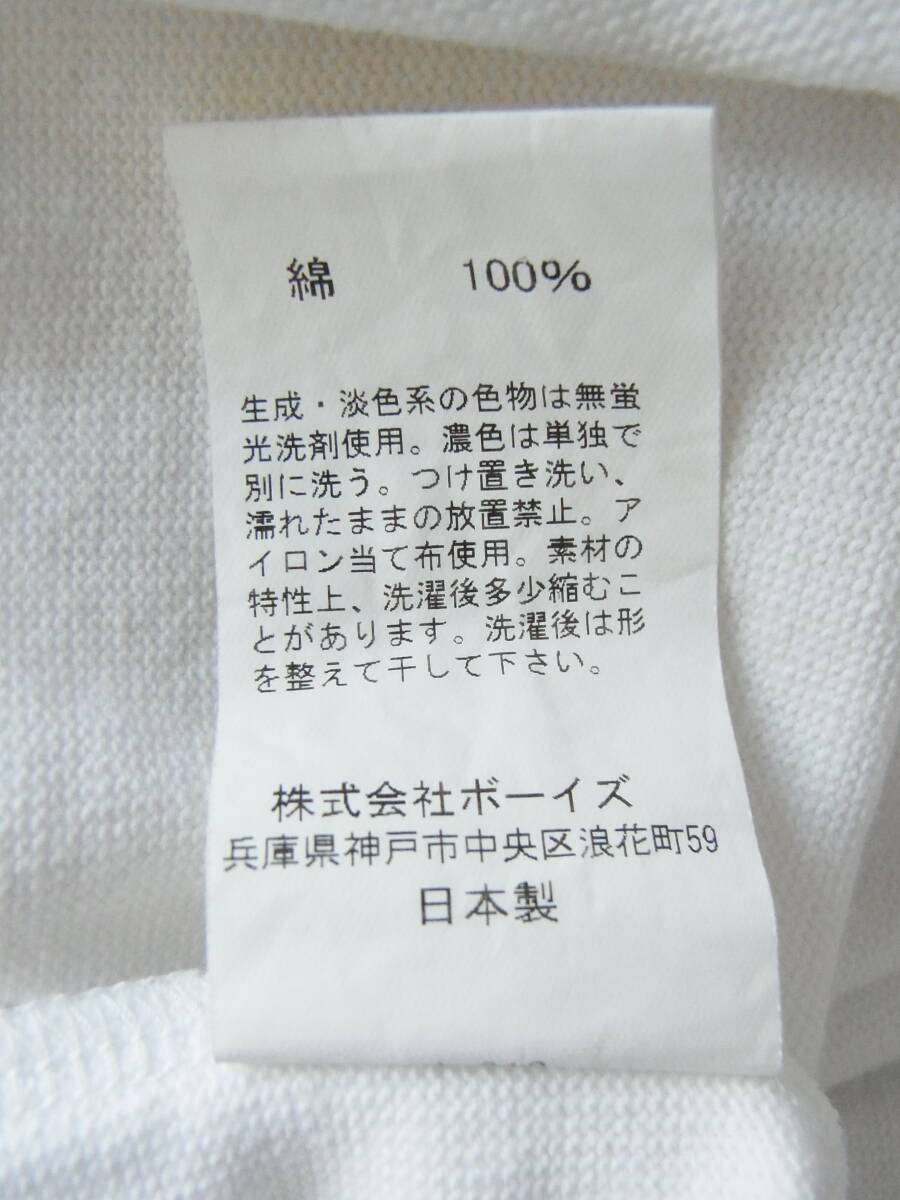 綿 100%
生成・淡色系の色物は無蛍
光洗剤使用。濃色は単独で
別に洗う。つけ置き洗い、
濡れたままの放置禁止。ア
イロン当て布使用。素材の
特性上、洗濯後多少縮むこ
とがあります。洗濯後は形
を整えて干して下さい。
株式会社ボーイズ
兵庫県神戸市中央区浪花町59
日本製